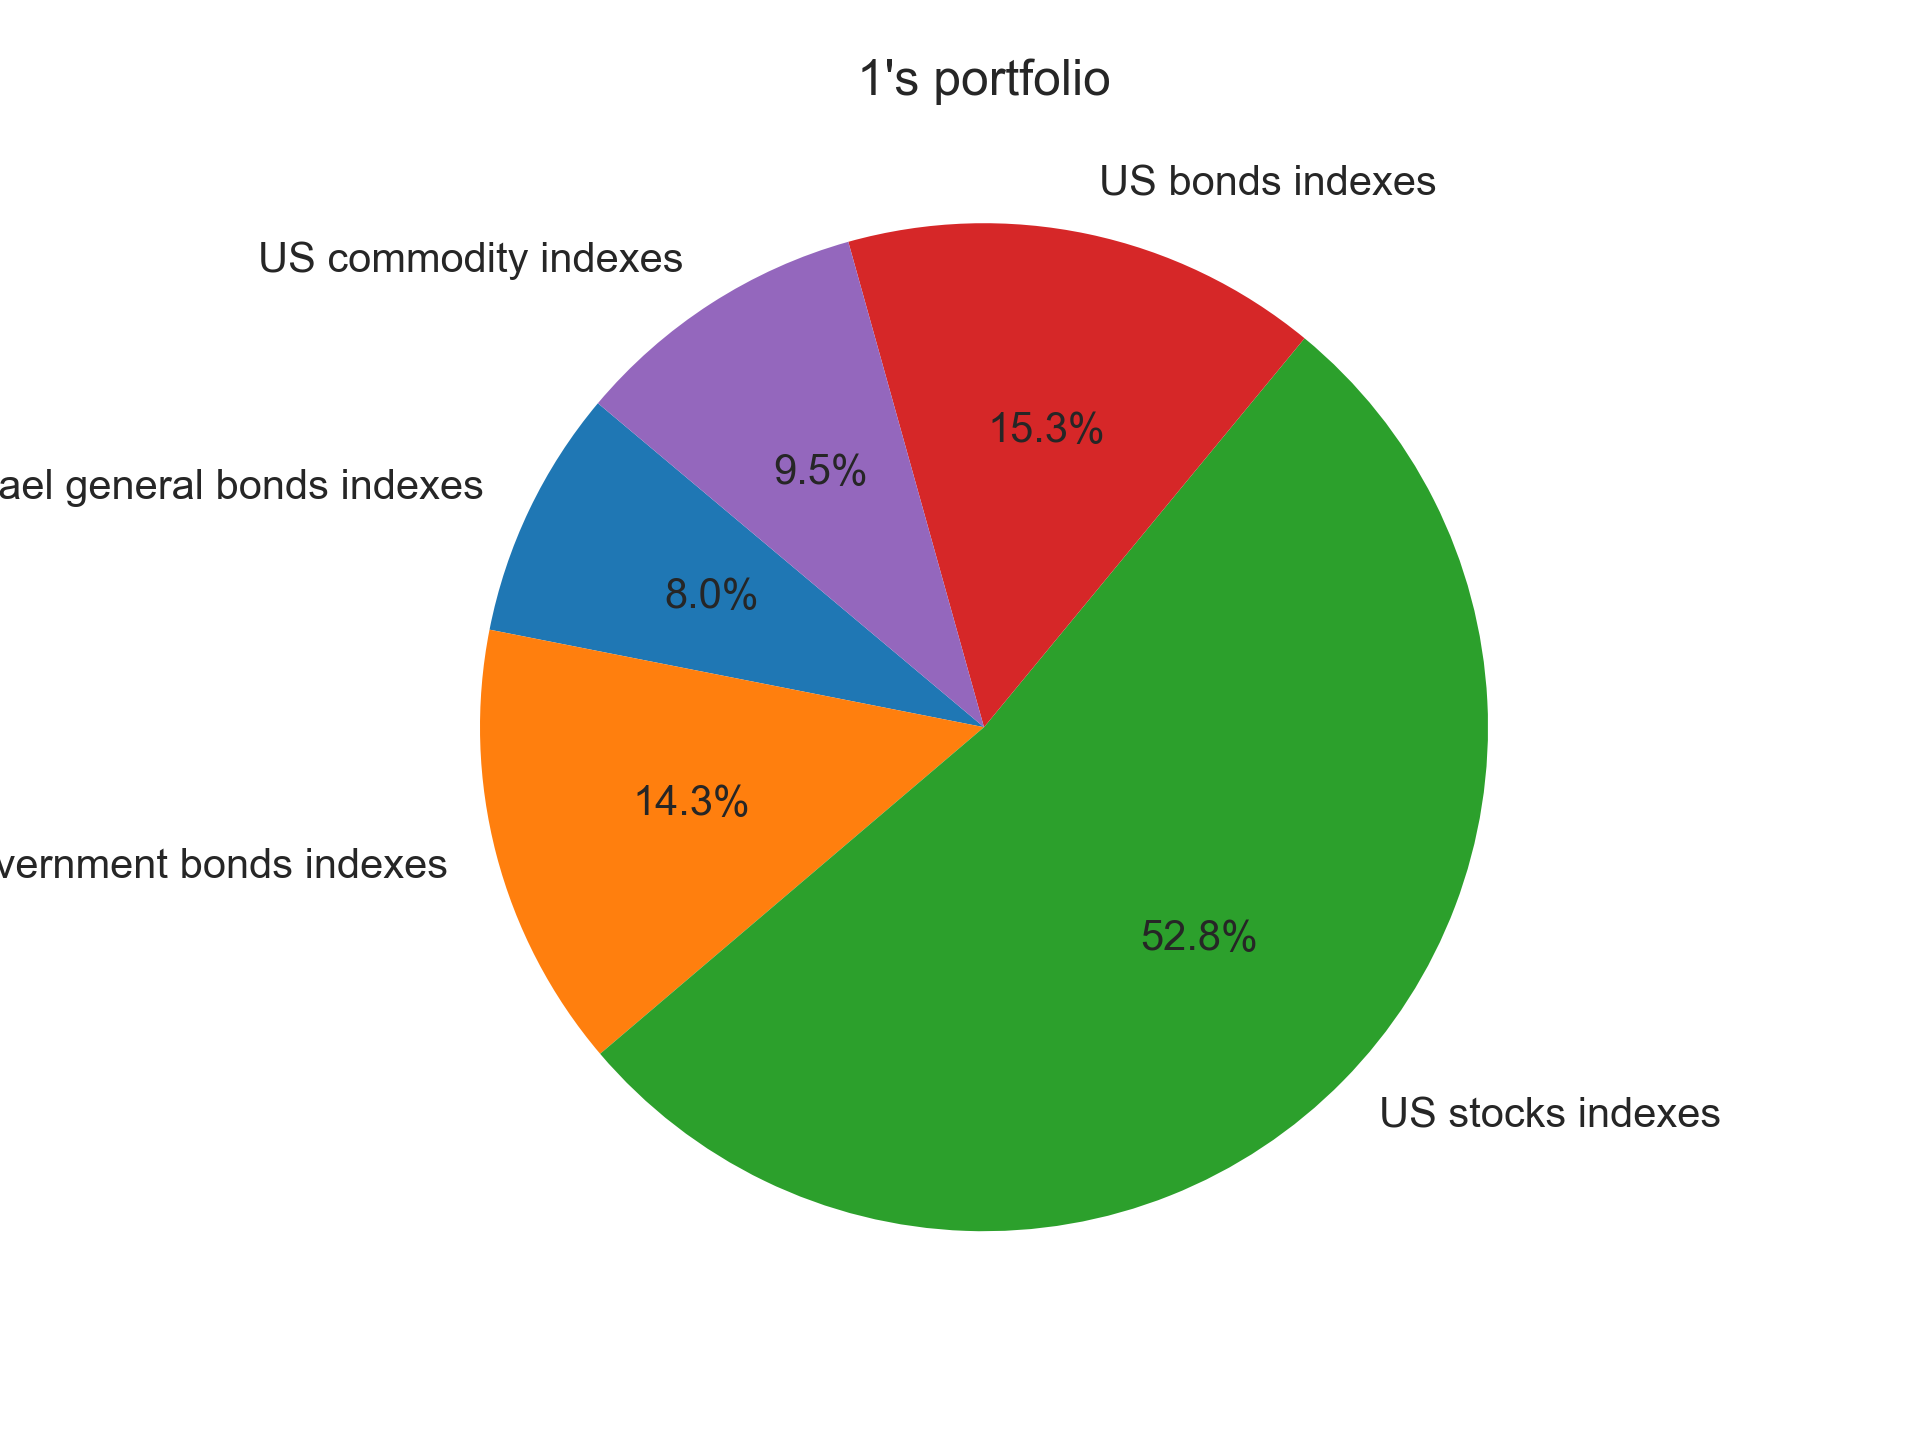 1's portfolio
US bonds indexes
US commodity indexes
15.3%
9.5%
ael general bonds indexes
8.0%
14.3%
vernment bonds indexes
52.8%
US stocks indexes